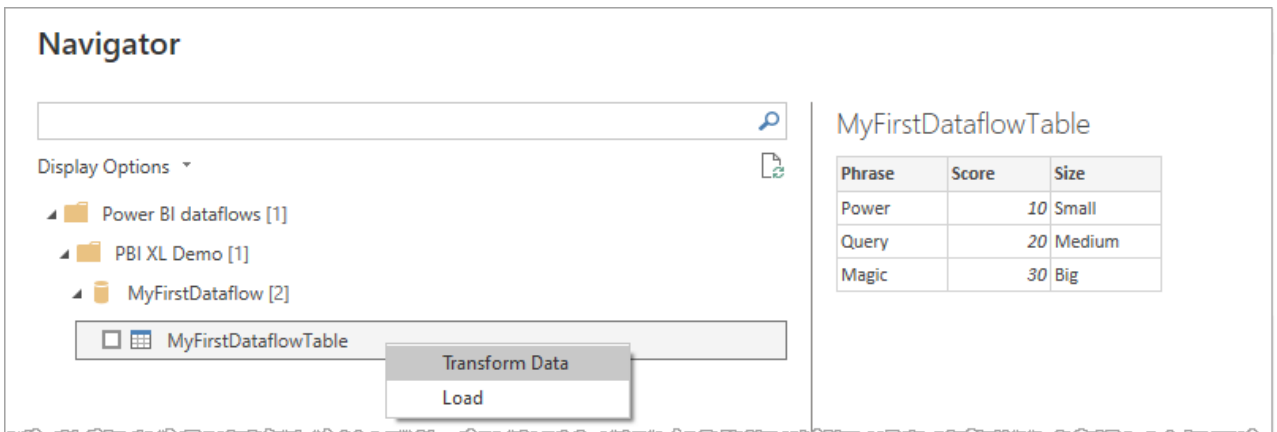 Navigator
Display Options
Power BI dataflows [1]
PBI XL Demo [1]
MyFirstDataflow [2]
MyFirstDataflowTable
Transform Data
Load
MyFirstDataflowTable
Phrase Score Size
Power 10 Small
Query 20 Medium
Magic 30 Big